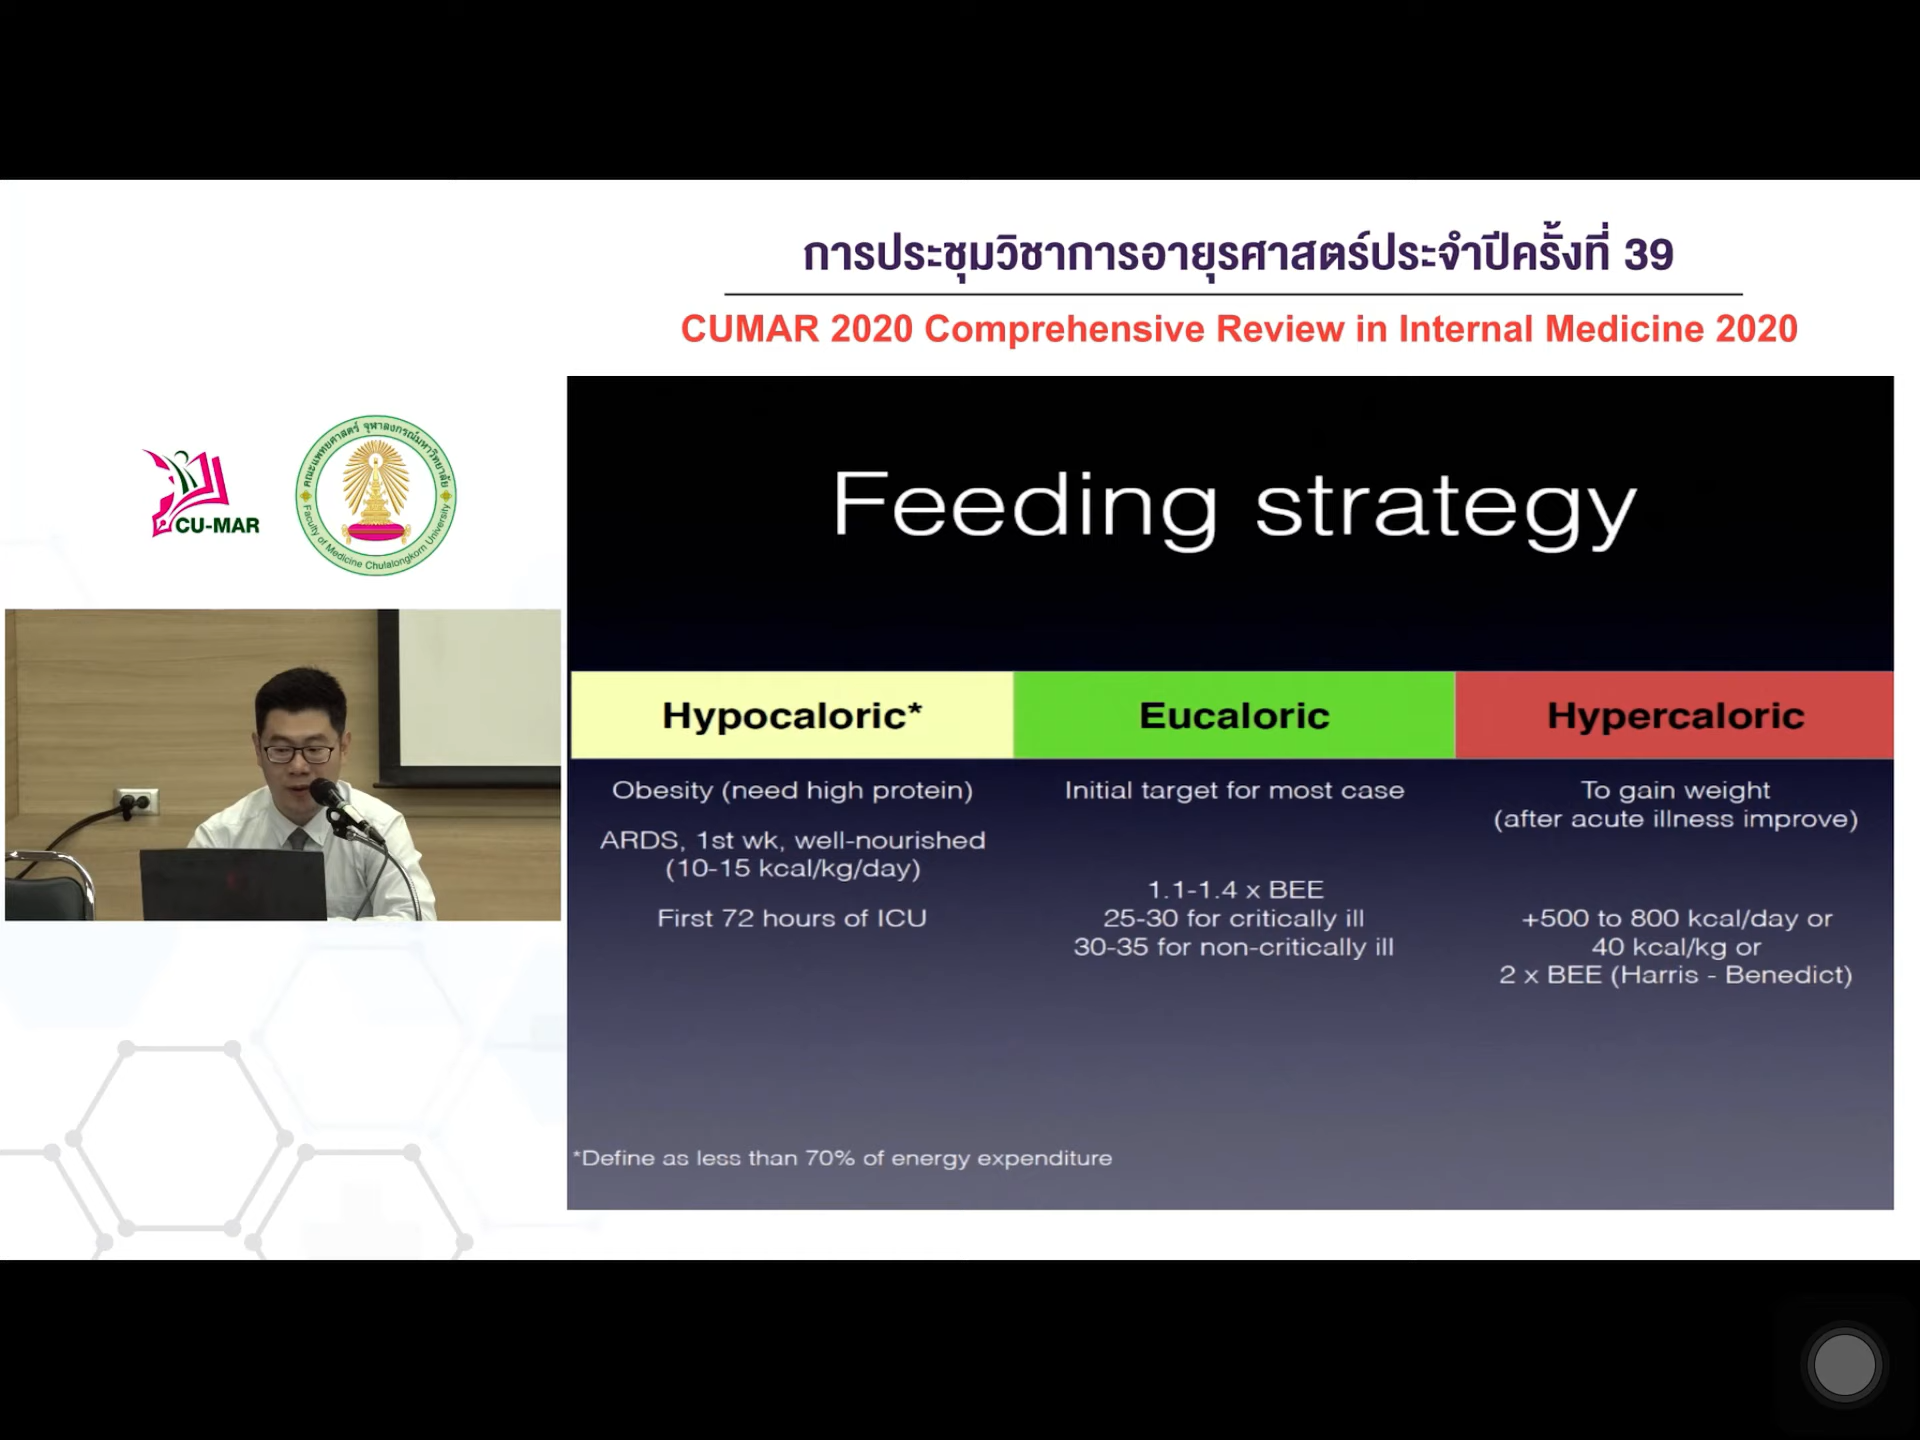 การประชุมวิชาการอายุรศาสตร์ประจำปีครั้งที่ 39
CUMAR 2020 Comprehensive Review in Internal Medicine 2020
CU-MAR
คณะแพทยศาสตร์ จุฬาลงกรณ์มหาวิทยาลัย
Faculty of Medicine Chulalongkorn University
Feeding strategy
Hypocaloric*
Eucaloric
Hypercaloric
Obesity (need high protein)
ARDS, 1st wk, well-nourished
(10-15 kcal/kg/day)
First 72 hours of ICU
Initial target for most case
1.1-1.4 x BEE
25-30 for critically ill
30-35 for non-critically ill
To gain weight
(after acute illness improve)
+500 to 800 kcal/day or
40 kcal/kg or
2 x BEE (Harris - Benedict)
*Define as less than 70% of energy expenditure